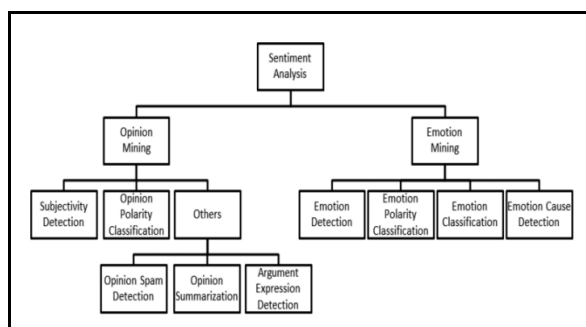 Sentiment
Analysis
Opinion
Mining
Emotion
Mining
Subjectivity
Detection
Opinion
Polarity
Classification
Others
Emotion
Detection
Emotion
Polarity
Classification
Emotion
Classification
Emotion Cause
Detection
Opinion Spam
Detection
Opinion
Summarization
Argument
Expression
Detection